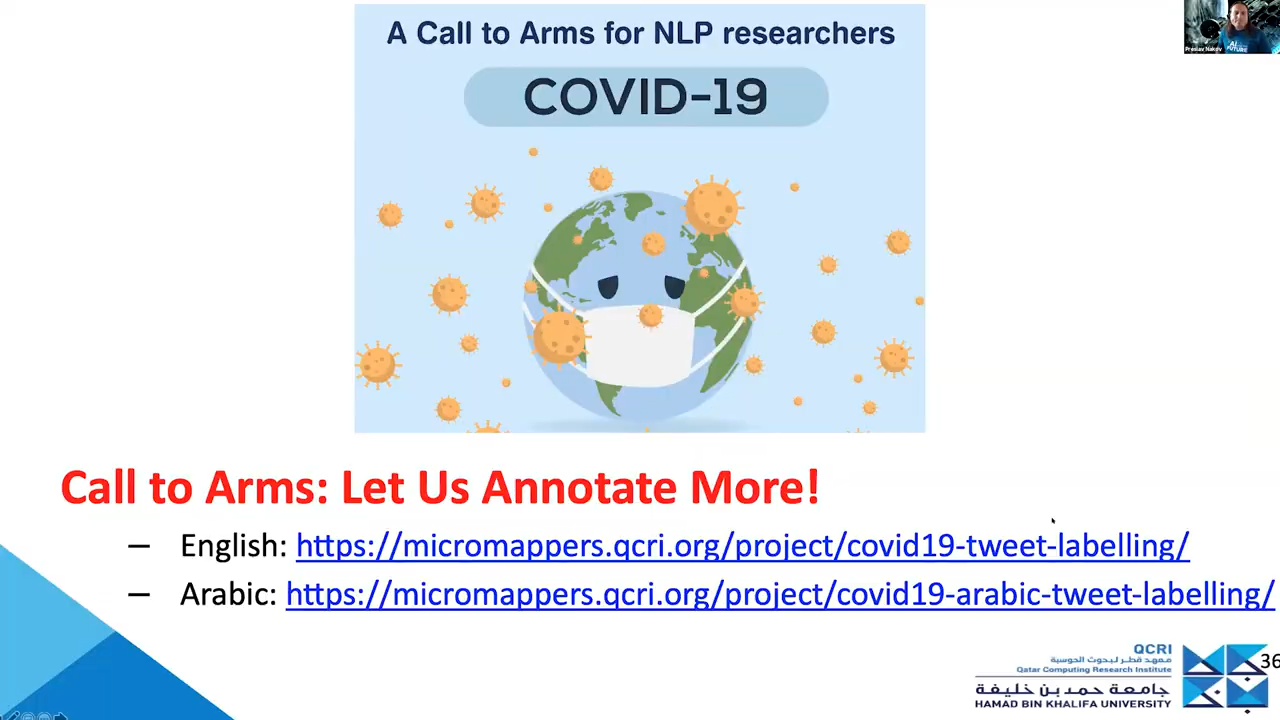 A Call to Arms for NLP researchers
COVID-19
Preslav Nakov
Call to Arms: Let Us Annotate More!
– English: https://micromappers.qcri.org/project/covid19-tweet-labelling/
– Arabic: https://micromappers.qcri.org/project/covid19-arabic-tweet-labelling/
QCRI
معهد قطر لبحوث الحوسبة
Qatar Computing Research Institute
جامعة حمد بن خليفة
HAMAD BIN KHALIFA UNIVERSITY
36